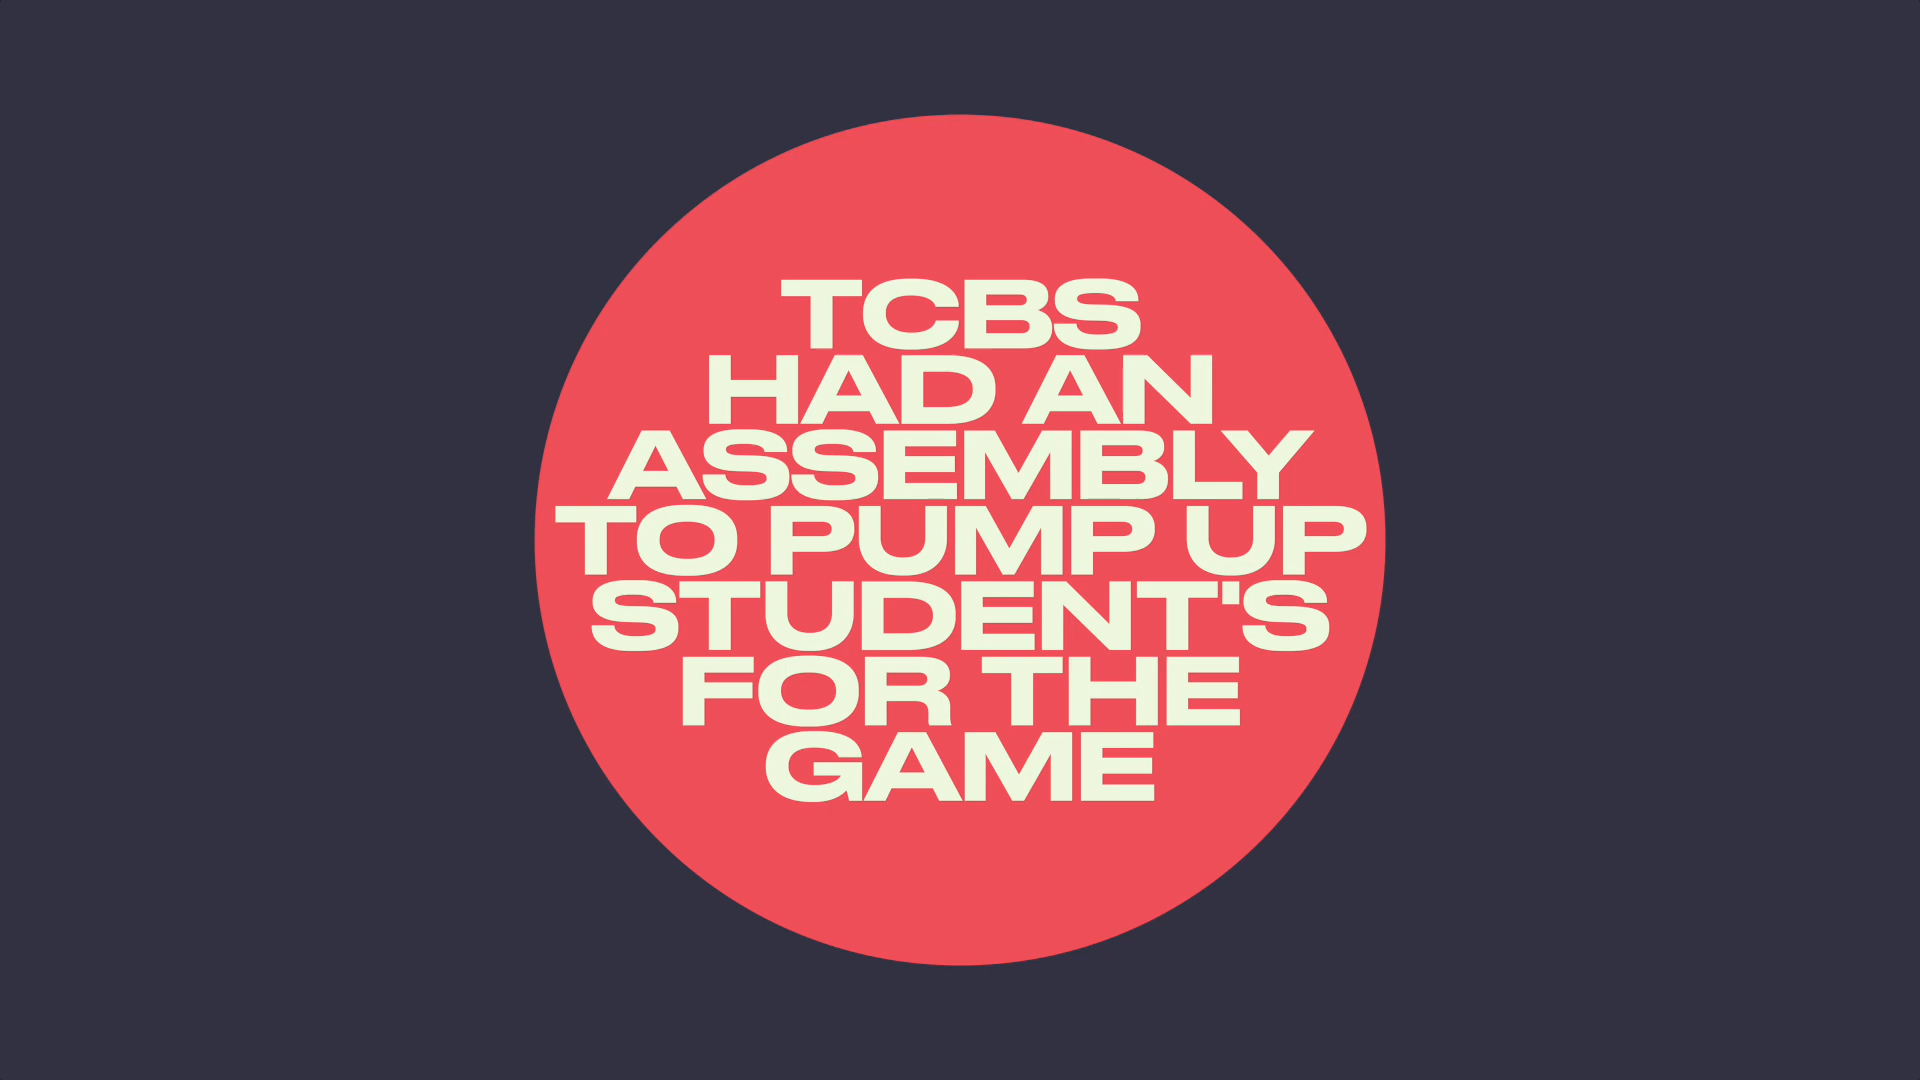 TCBS
HAD AN
ASSEMBLY
TO PUMP UP
STUDENT'S
FOR THE
GAME